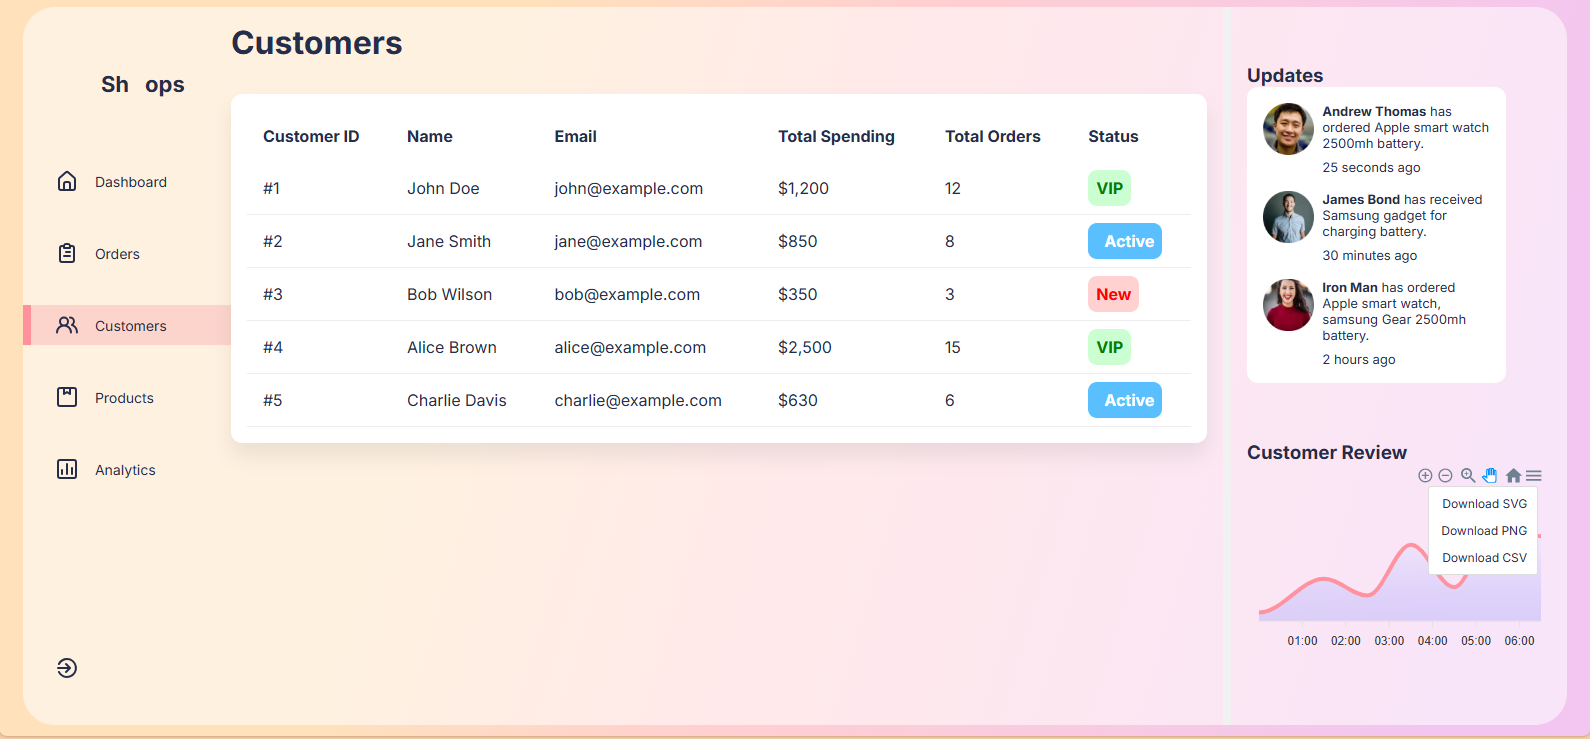 Customers
Sh ops
Dashboard
Orders
Customers
Products
Analytics
Customer ID Name Email Total Spending Total Orders Status
#1 John Doe john@example.com $1,200 12 VIP
#2 Jane Smith jane@example.com $850 8 Active
#3 Bob Wilson bob@example.com $350 3 New
#4 Alice Brown alice@example.com $2,500 15 VIP
#5 Charlie Davis charlie@example.com $630 6 Active
Updates
Andrew Thomas has
ordered Apple smart watch
2500mh battery.
25 seconds ago
James Bond has received
Samsung gadget for
charging battery.
30 minutes ago
Iron Man has ordered
Apple smart watch,
samsung Gear 2500mh
battery.
2 hours ago
Customer Review
Download SVG
Download PNG
Download CSV
01:00 02:00 03:00 04:00 05:00 06:00